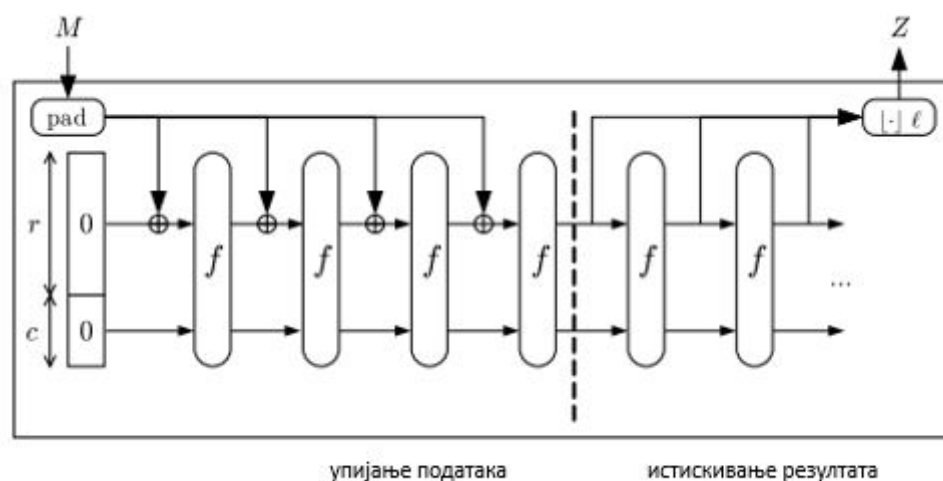 M Z
pad ⌊·⌋ ℓ
r 0 f f f f f f
...
c 0
упијање података истискивање резултата